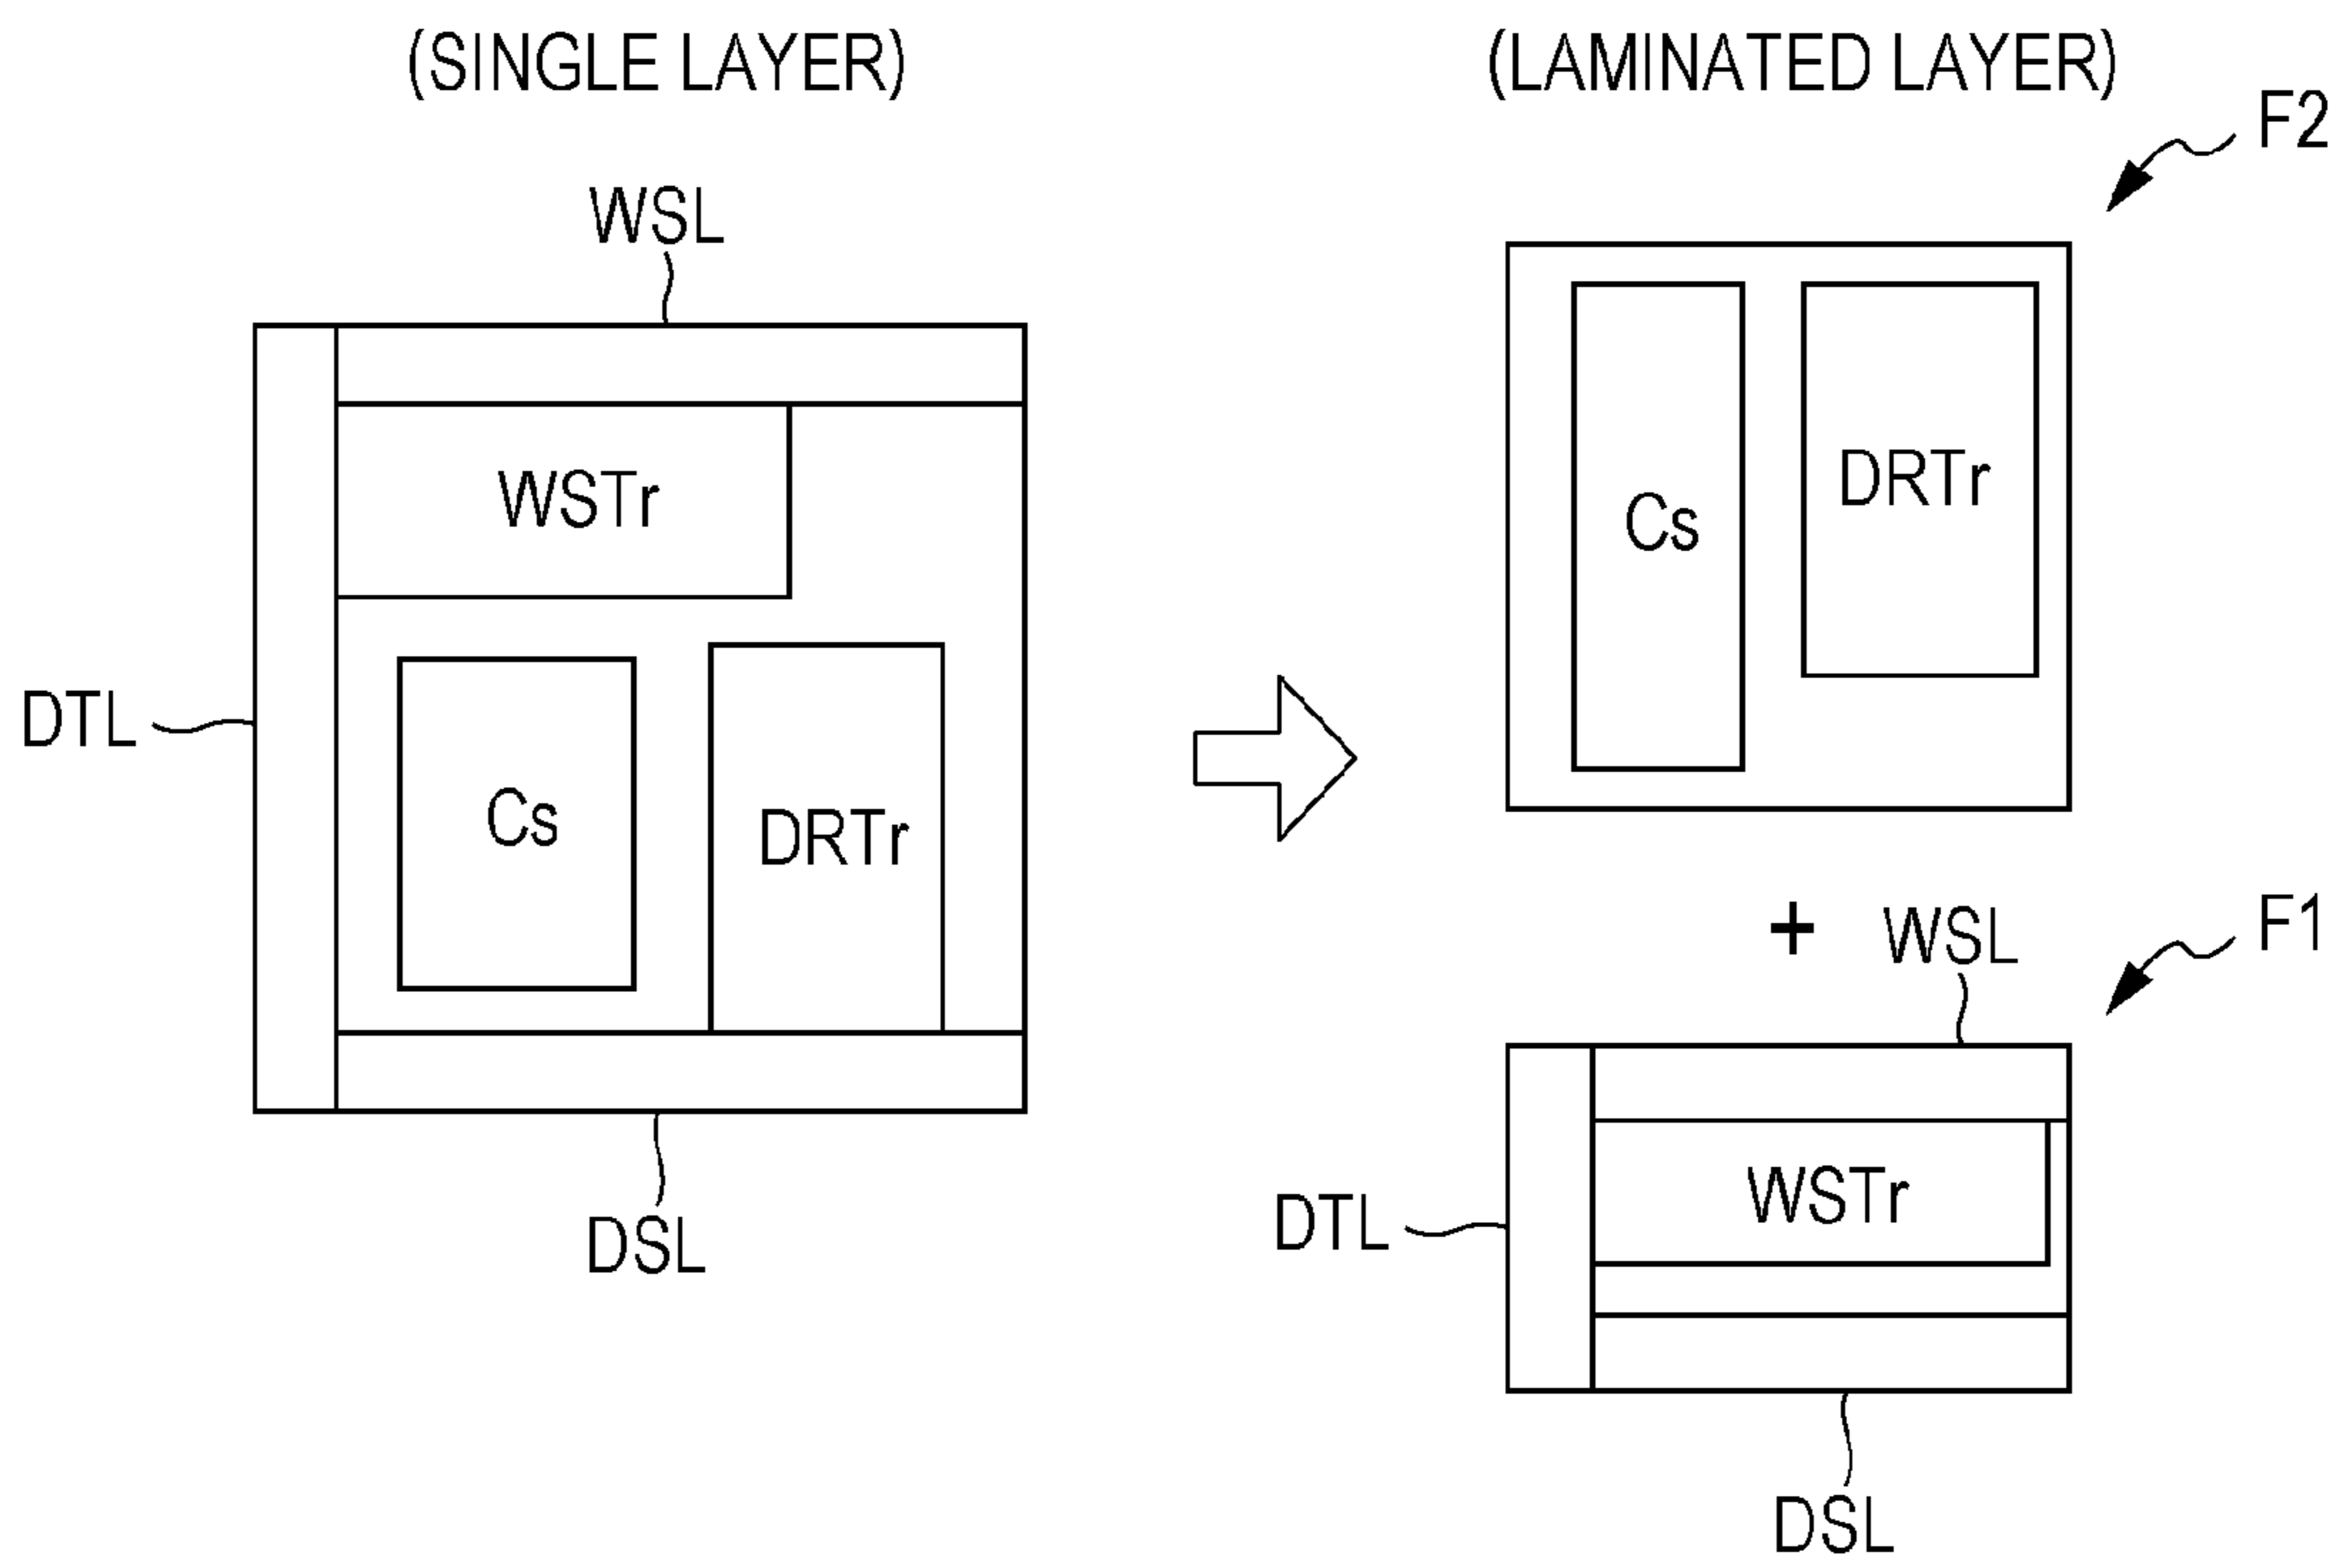 (SINGLE LAYER)
(LAMINATED LAYER)
F2
WSL
WSTr
DTL
Cs
DRTr
DSL
Cs
DRTr
+
WSL
F1
WSTr
DTL
DSL